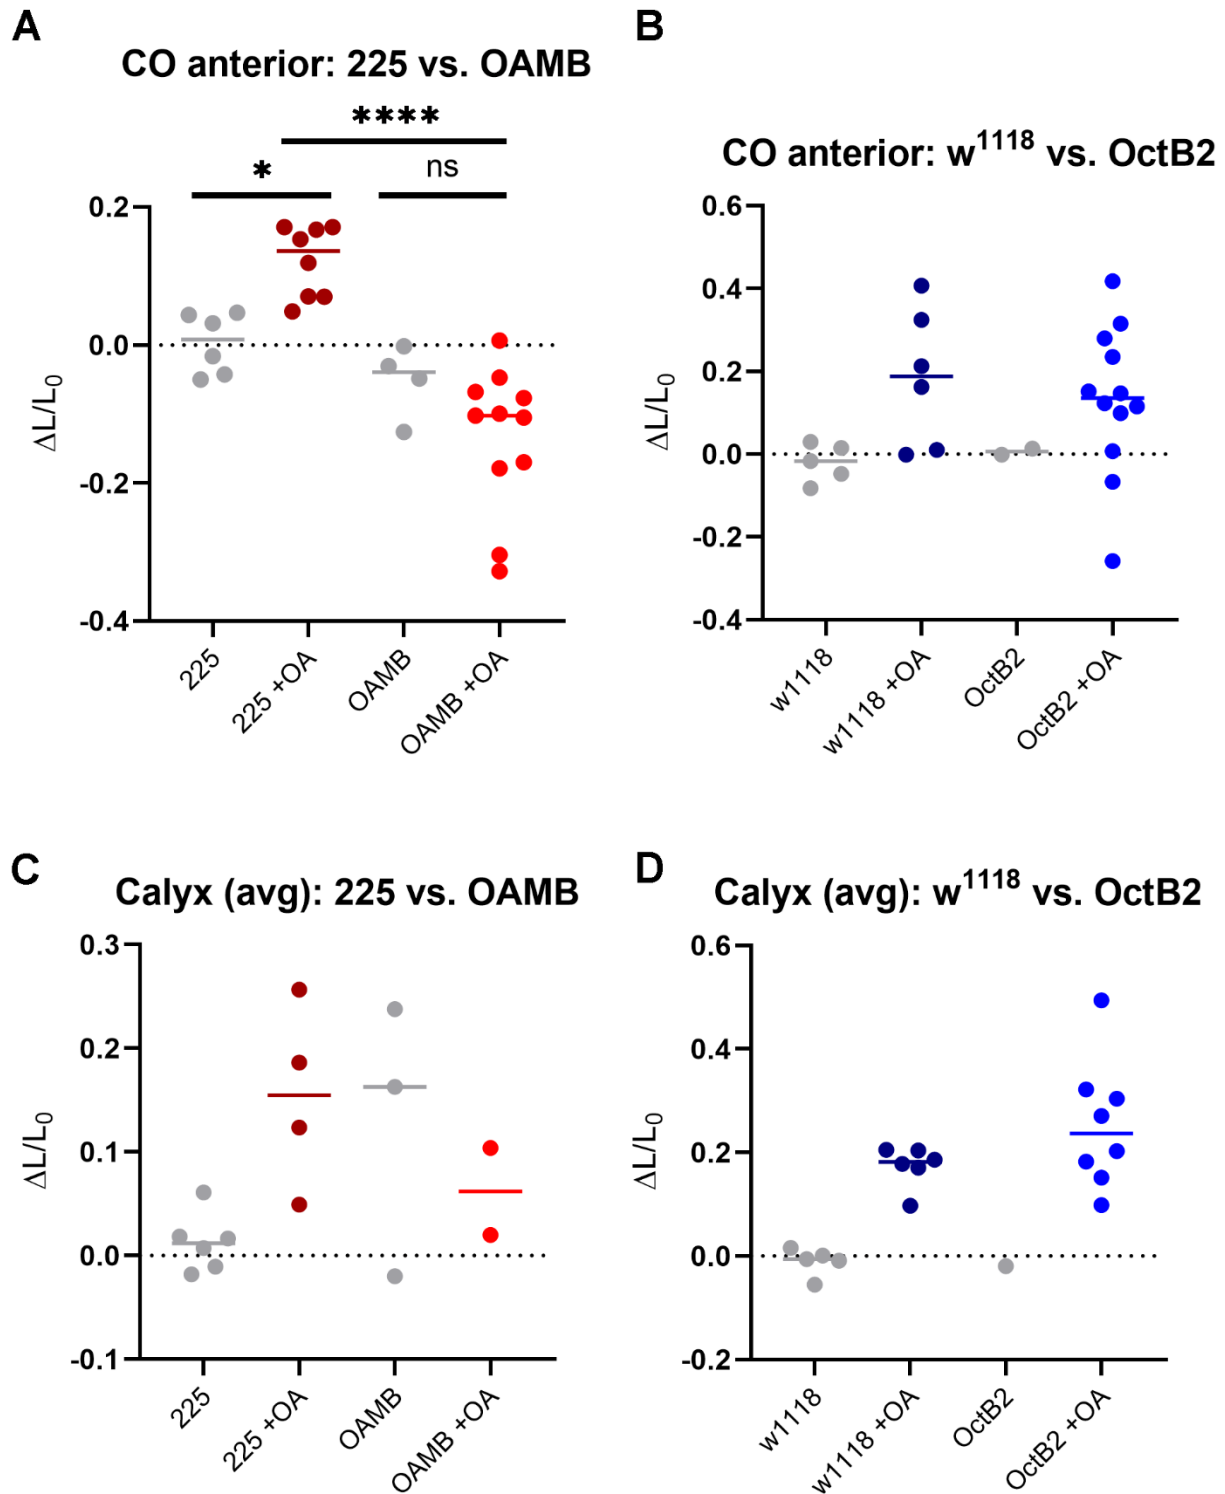 A
CO anterior: 225 vs. OAMB
****
*
ns
0.2
0.0
-0.2
-0.4
ΔL/L₀
225
225 +OA
OAMB
OAMB +OA
B
CO anterior: w¹¹¹⁸ vs. OctB2
0.6
0.4
0.2
0.0
-0.2
-0.4
ΔL/L₀
w1118
w1118 +OA
OctB2
OctB2 +OA
C
Calyx (avg): 225 vs. OAMB
0.3
0.2
0.1
0.0
-0.1
ΔL/L₀
225
225 +OA
OAMB
OAMB +OA
D
Calyx (avg): w¹¹¹⁸ vs. OctB2
0.6
0.4
0.2
0.0
-0.2
ΔL/L₀
w1118
w1118 +OA
OctB2
OctB2 +OA